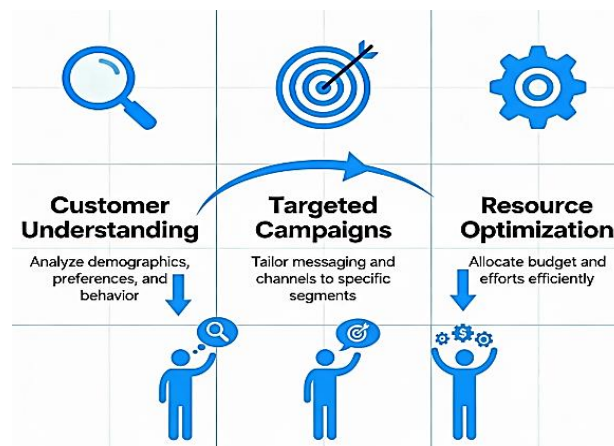 Customer
Understanding
Analyze demographics,
preferences, and
behavior
Targeted
Campaigns
Tailor messaging and
channels to specific
segments
Resource
Optimization
Allocate budget and
efforts efficiently
$